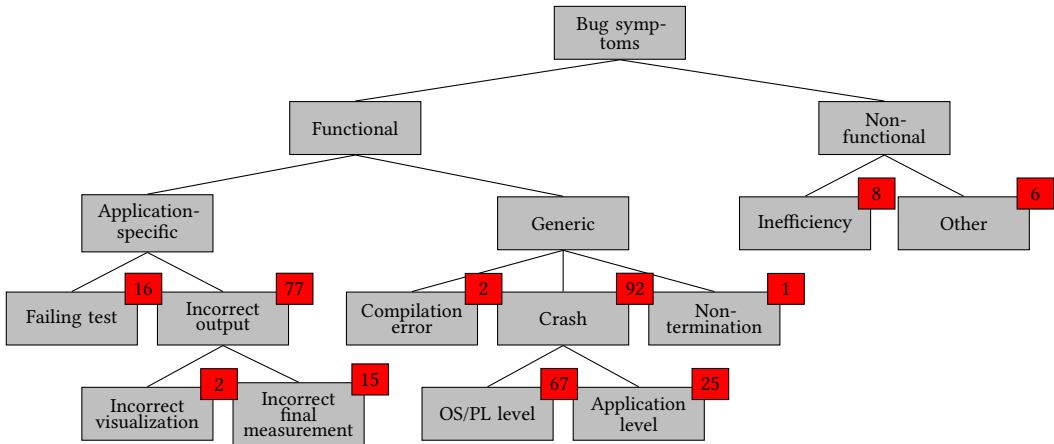 Bug symp-
toms
Functional
Non-
functional
Application-
specific
Generic
8
Inefficiency
6
Other
16
Failing test
77
Incorrect
output
2
Compilation
error
92
Crash
1
Non-
termination
2
Incorrect
visualization
15
Incorrect
final
measurement
67
OS/PL level
25
Application
level